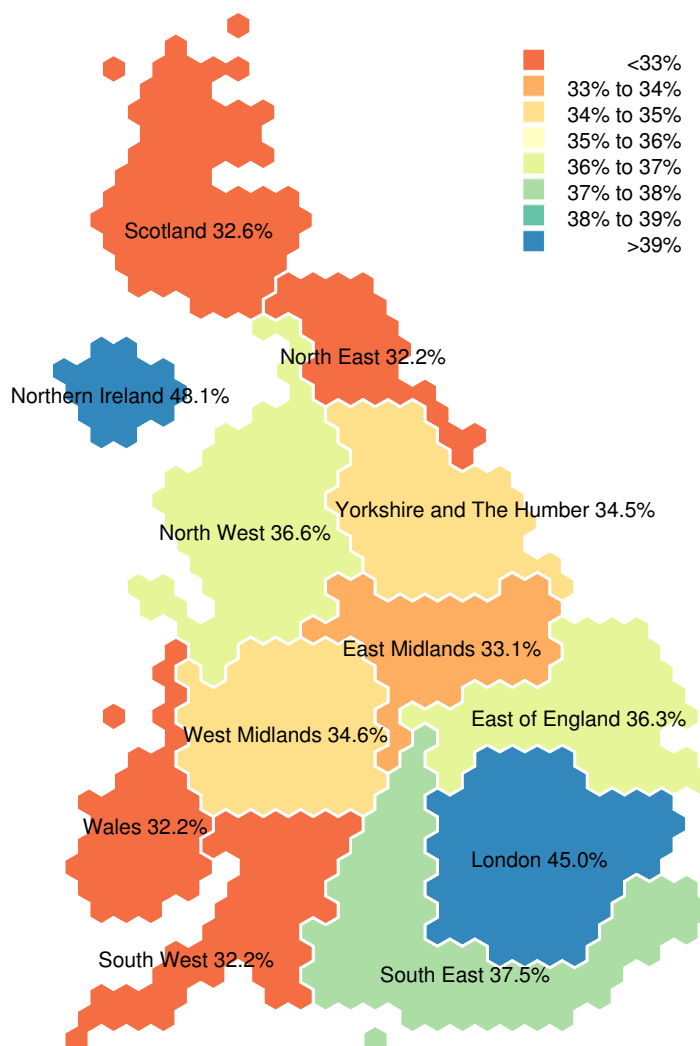 <33%
33% to 34%
34% to 35%
35% to 36%
36% to 37%
37% to 38%
38% to 39%
>39%
Scotland 32.6%
North East 32.2%
Northern Ireland 48.1%
Yorkshire and The Humber 34.5%
North West 36.6%
East Midlands 33.1%
East of England 36.3%
West Midlands 34.6%
Wales 32.2%
London 45.0%
South West 32.2%
South East 37.5%